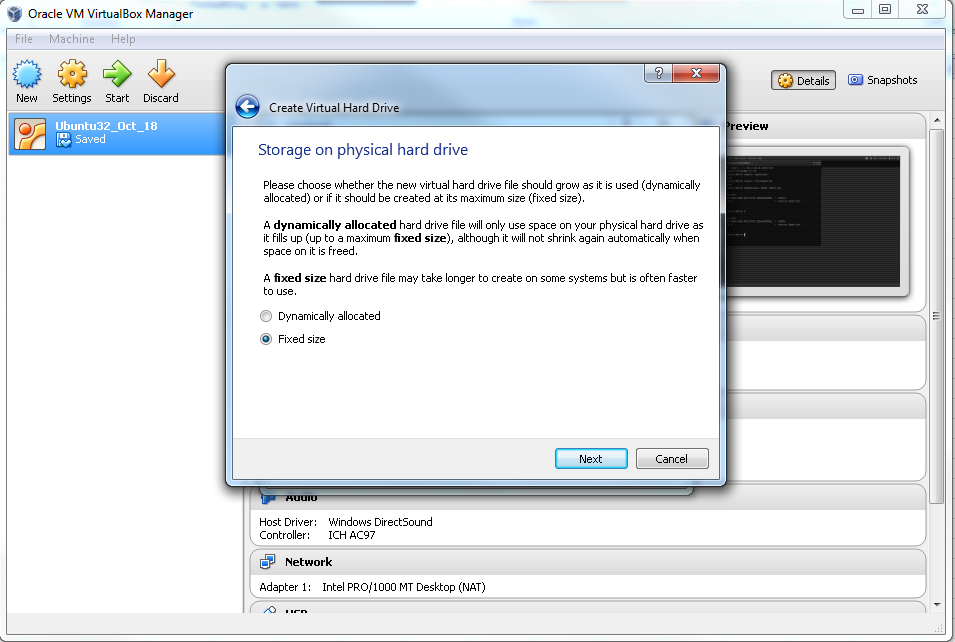 Oracle VM VirtualBox Manager
File Machine Help
New Settings Start Discard
Details Snapshots
Ubuntu32_Oct_18
Saved
Preview
Create Virtual Hard Drive
Storage on physical hard drive
Please choose whether the new virtual hard drive file should grow as it is used (dynamically
allocated) or if it should be created at its maximum size (fixed size).
A dynamically allocated hard drive file will only use space on your physical hard drive as
it fills up (up to a maximum fixed size), although it will not shrink again automatically when
space on it is freed.
A fixed size hard drive file may take longer to create on some systems but is often faster
to use.
Dynamically allocated
Fixed size
Next Cancel
Audio
Host Driver: Windows DirectSound
Controller: ICH AC97
Network
Adapter 1: Intel PRO/1000 MT Desktop (NAT)
USB